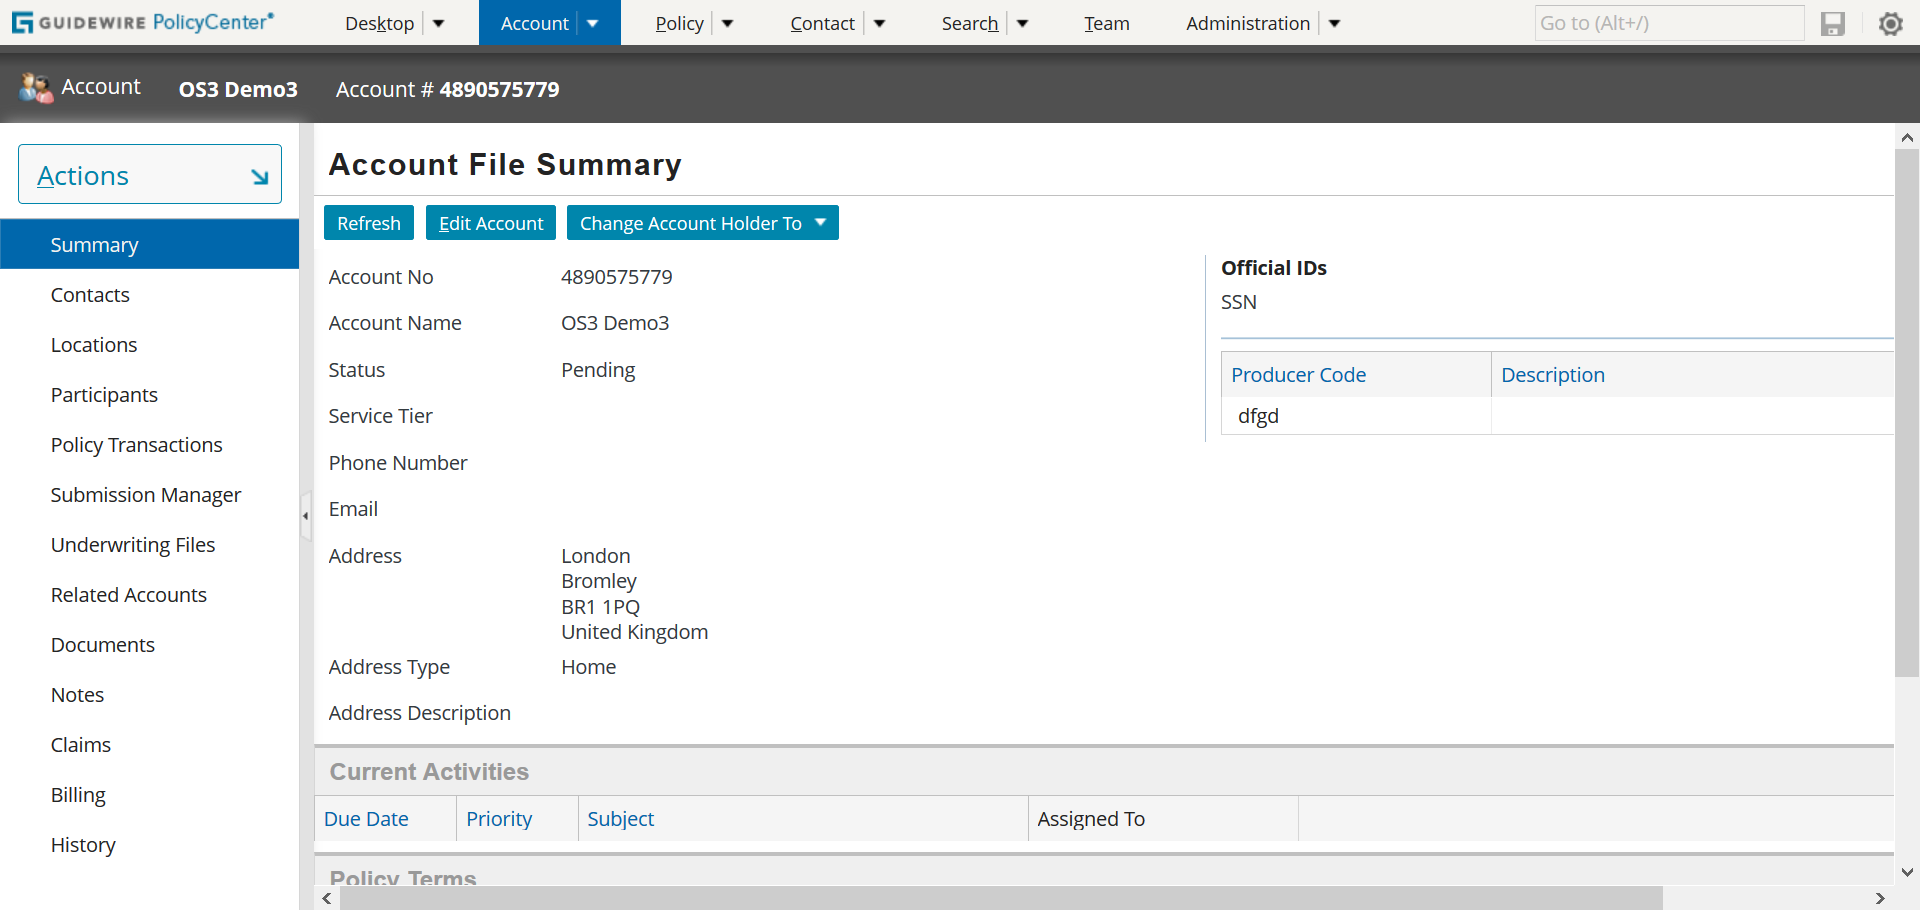 GUIDEWIRE PolicyCenter
Desktop
Account
Policy
Contact
Search
Team
Administration
Go to (Alt+/)
Account
OS3 Demo3
Account # 4890575779
Actions
Summary
Contacts
Locations
Participants
Policy Transactions
Submission Manager
Underwriting Files
Related Accounts
Documents
Notes
Claims
Billing
History
Account File Summary
Refresh
Edit Account
Change Account Holder To
Account No 4890575779
Account Name OS3 Demo3
Status Pending
Service Tier
Phone Number
Email
Address London
Bromley
BR1 1PQ
United Kingdom
Address Type Home
Address Description
Official IDs
SSN
Producer Code Description
dfgd
Current Activities
Due Date Priority Subject Assigned To
Policy Terms